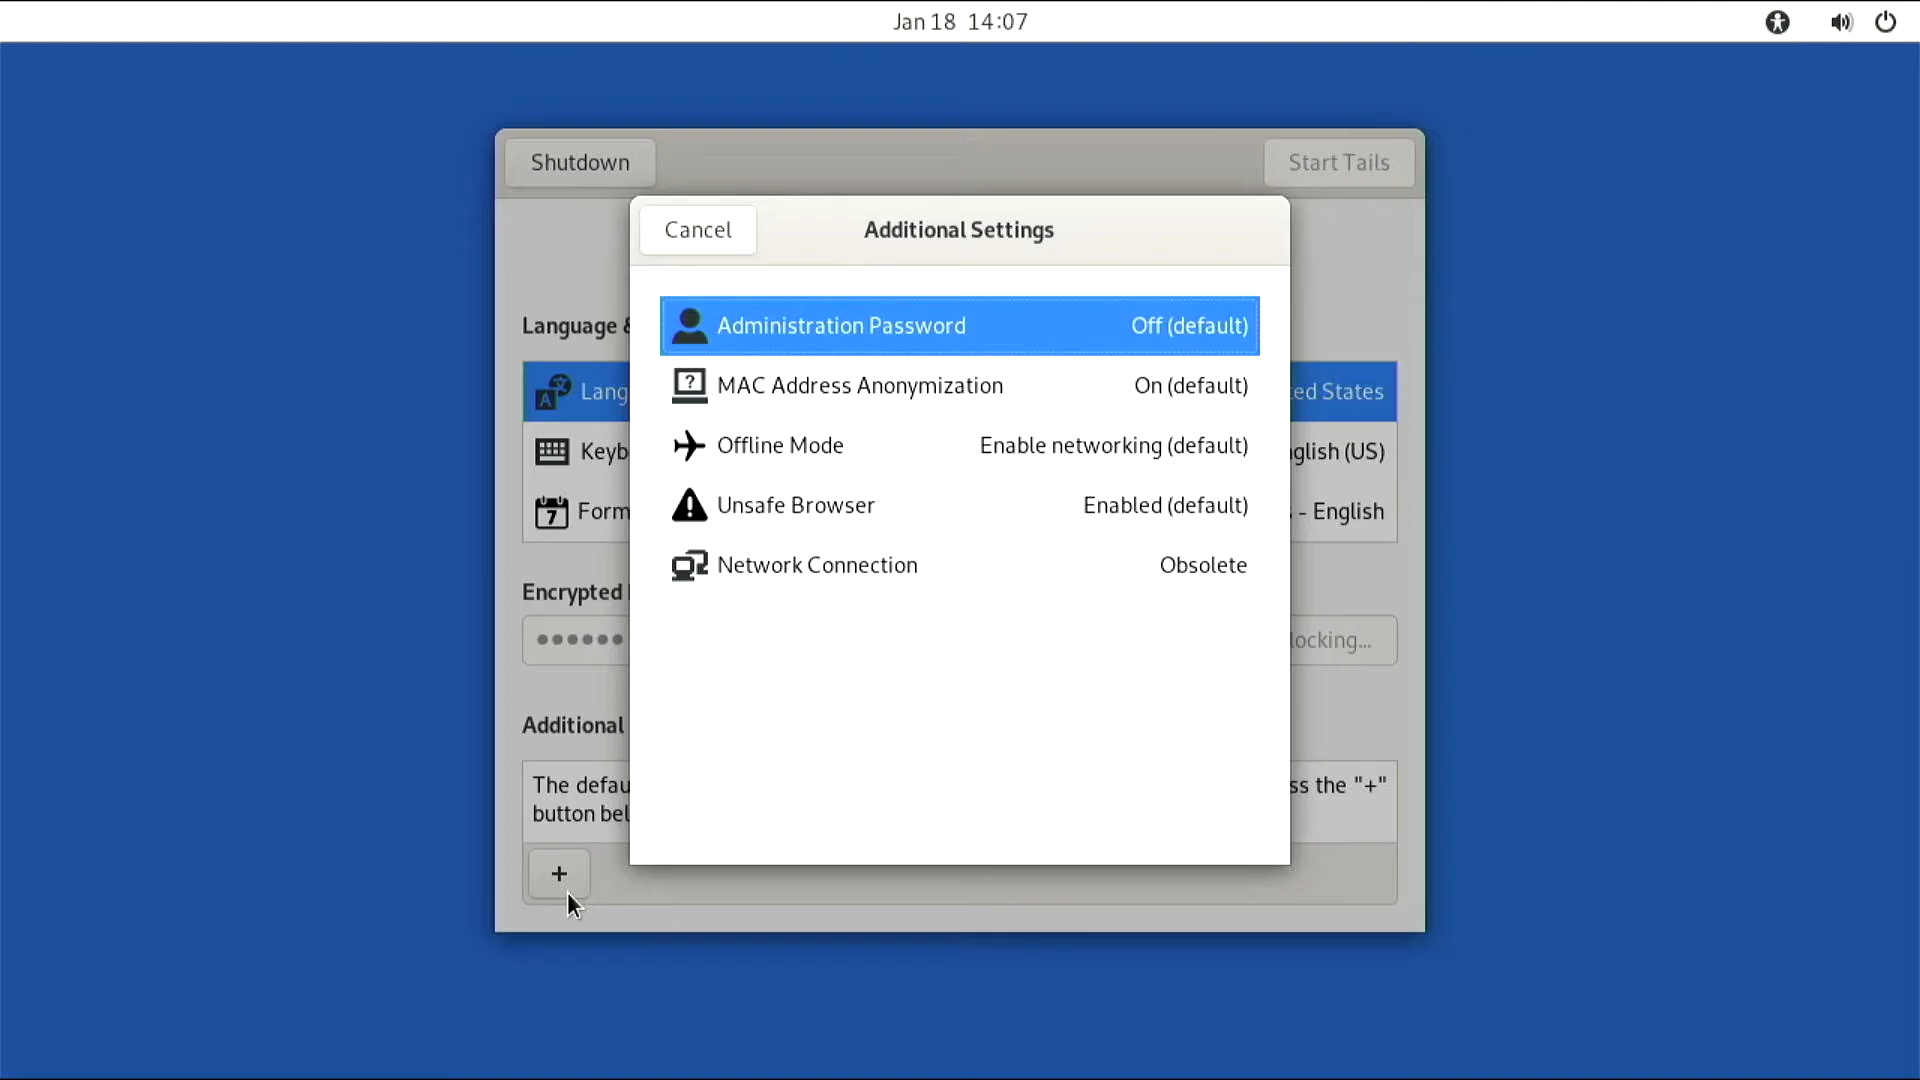 Jan 18 14:07
Shutdown
Start Tails
Cancel
Additional Settings
Language &
Administration Password Off (default)
MAC Address Anonymization On (default)
Offline Mode Enable networking (default)
Unsafe Browser Enabled (default)
Network Connection Obsolete
Lang
ed States
Keyb
glish (US)
7
Form
- English
Encrypted
locking...
Additional
The defau
ss the "+"
button bel
+